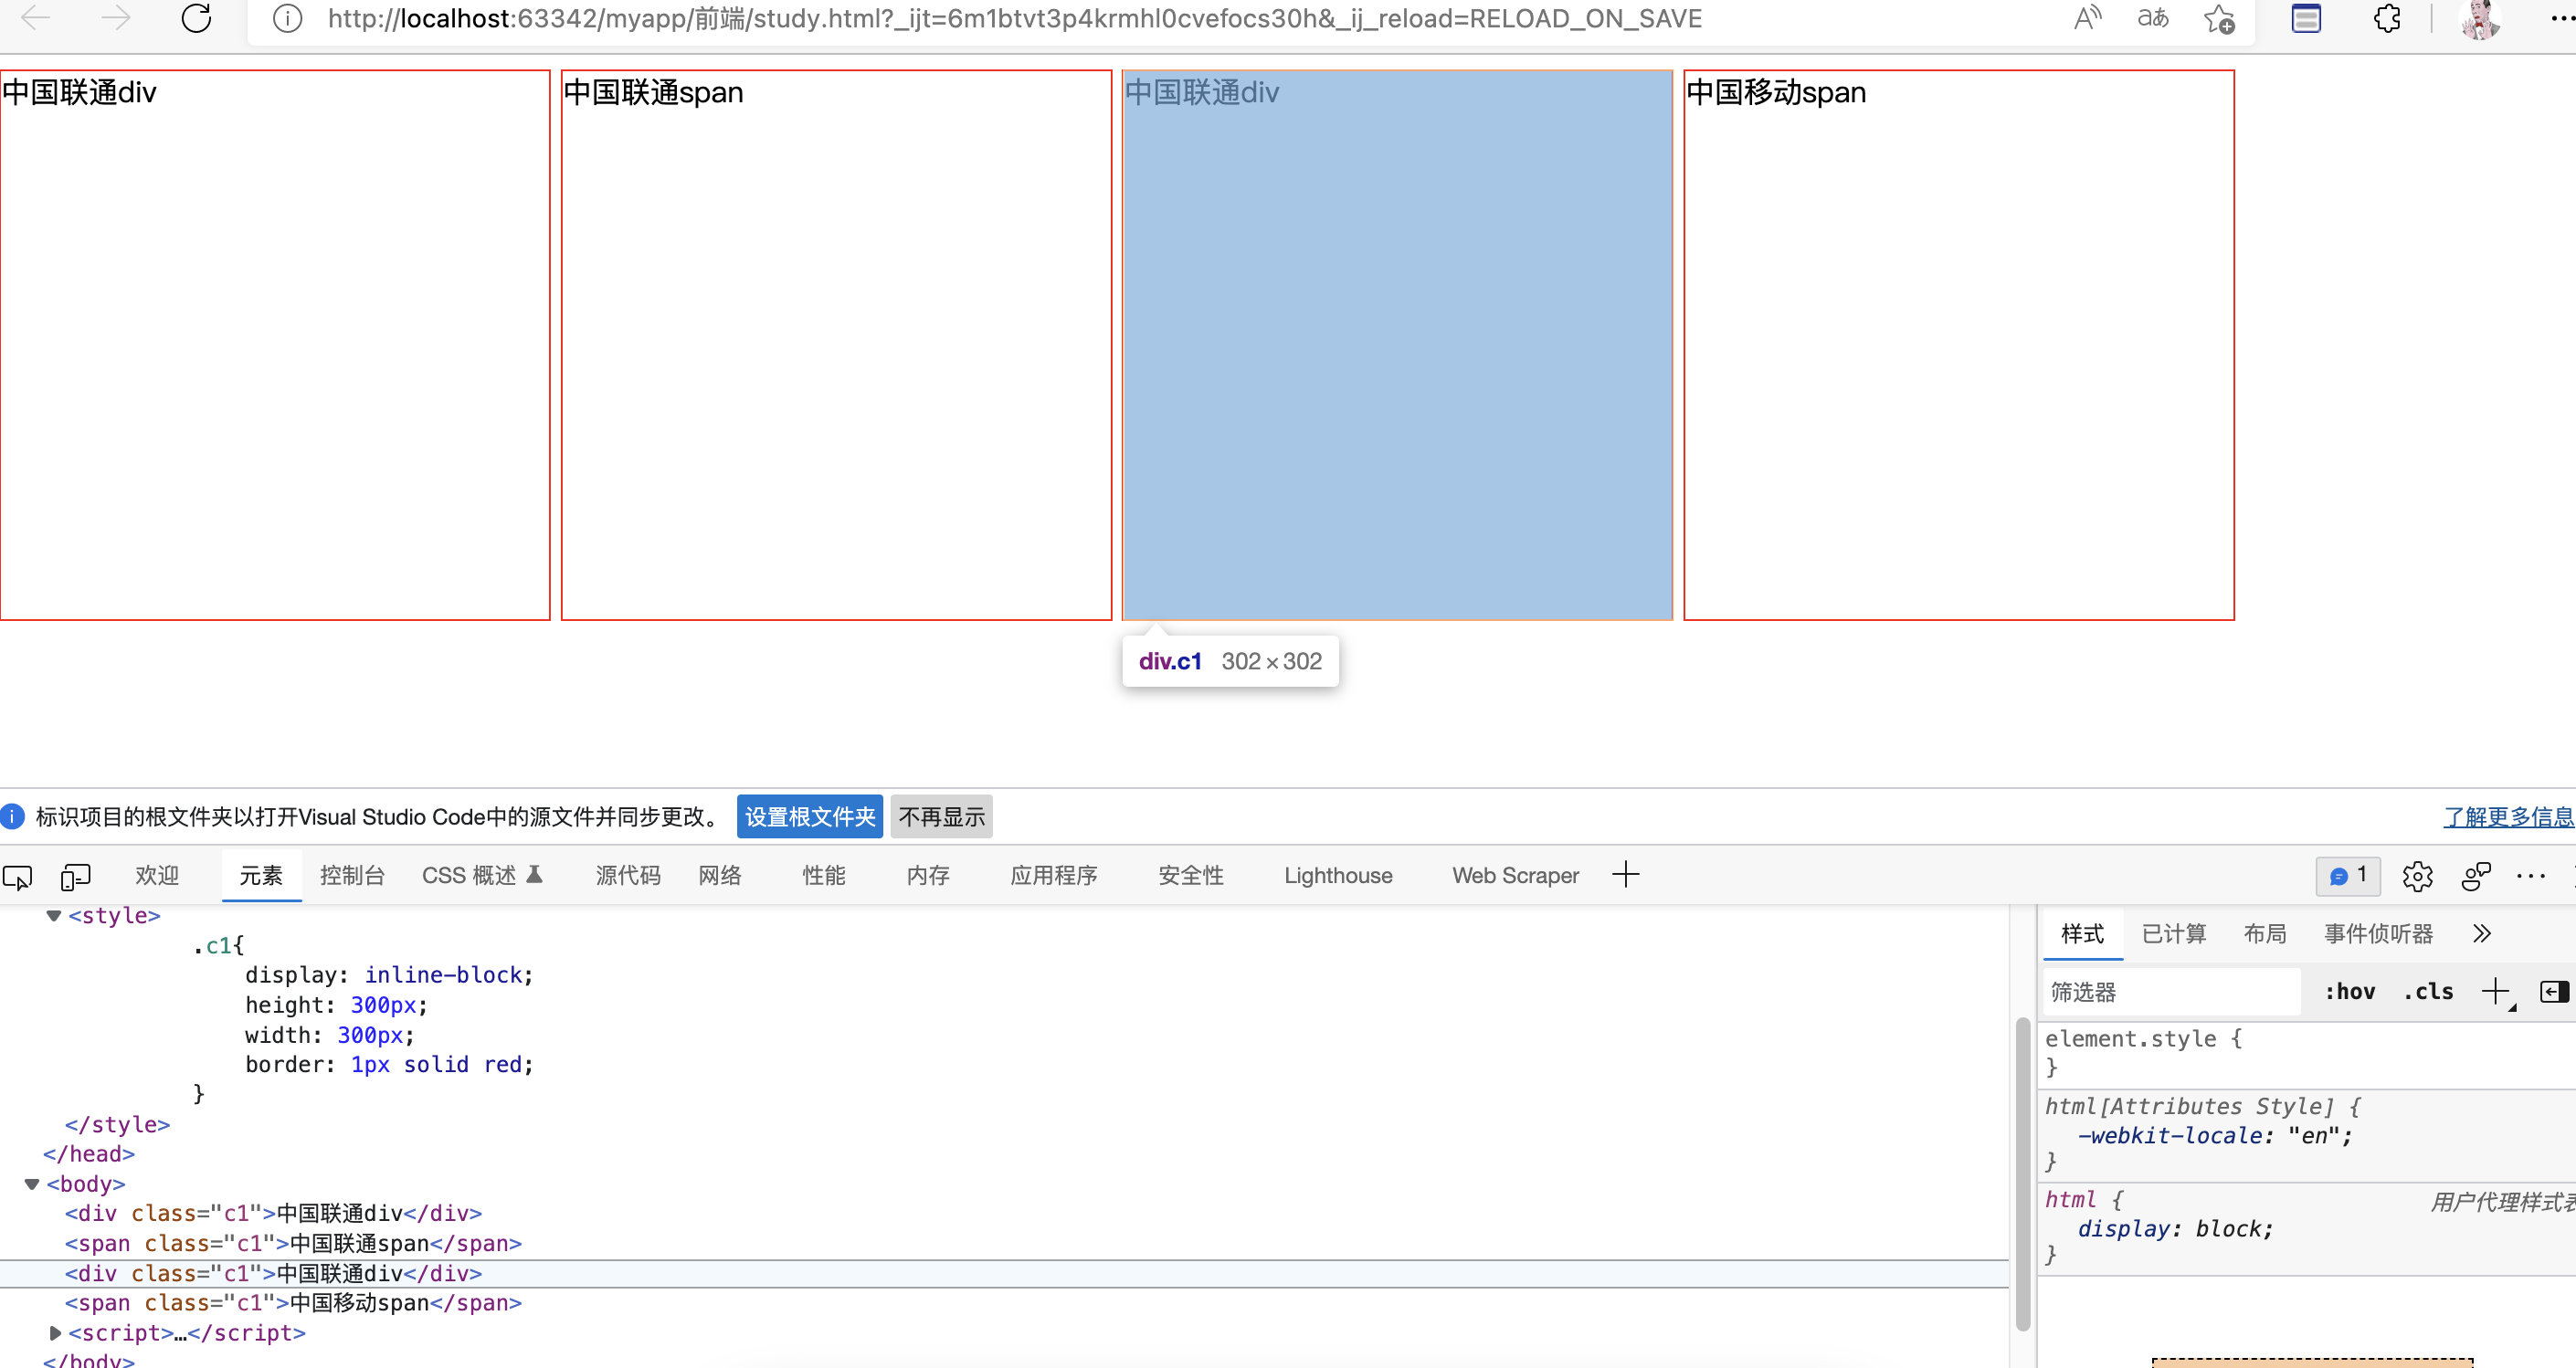 http://localhost:63342/myapp/前端/study.html?_ijt=6m1btvt3p4krmhl0cvefocs30h&_ij_reload=RELOAD_ON_SAVE
中国联通div 中国联通span 中国联通div 中国移动span
div.c1 302×302
标识项目的根文件夹以打开Visual Studio Code中的源文件并同步更改。 设置根文件夹 不再显示 了解更多信息
欢迎 元素 控制台 CSS 概述 源代码 网络 性能 内存 应用程序 安全性 Lighthouse Web Scraper 1
<style>
.c1{
display: inline-block;
height: 300px;
width: 300px;
border: 1px solid red;
}
</style>
</head>
<body>
<div class="c1">中国联通div</div>
<span class="c1">中国联通span</span>
<div class="c1">中国联通div</div>
<span class="c1">中国移动span</span>
<script>…</script>
</body>
样式 已计算 布局 事件侦听器
筛选器 :hov .cls
element.style {
}
html[Attributes Style] {
-webkit-locale: "en";
}
html { 用户代理样式表
display: block;
}